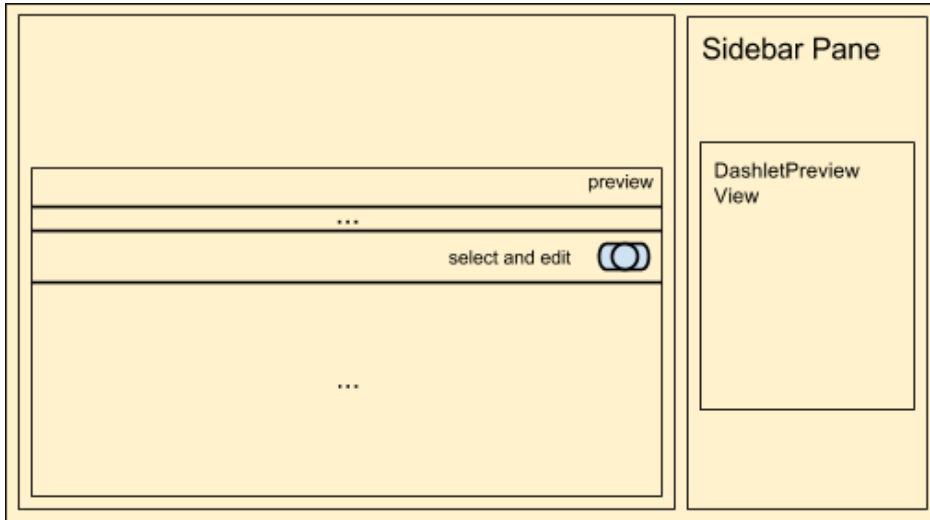 preview
...
select and edit
...
Sidebar Pane
DashletPreview
View